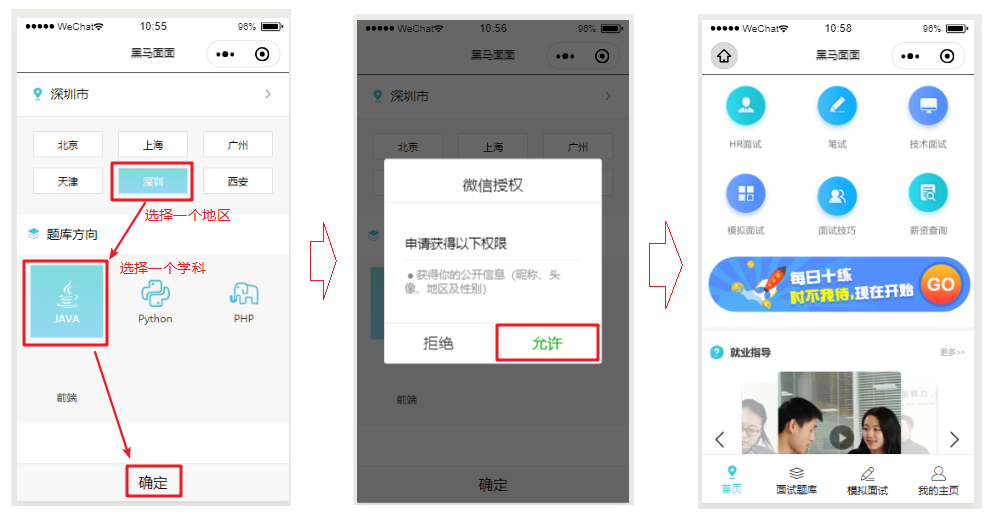 WeChat 10:55 96%
黑马面面
深圳市
北京 上海 广州
天津 深圳 西安
选择一个地区
题库方向
选择一个学科
JAVA Python PHP
前端
确定
WeChat 10:56 96%
黑马面面
深圳市
北京 上海 广州
微信授权
申请获得以下权限
获得你的公开信息（昵称、头
像、地区及性别）
拒绝 允许
前端
确定
WeChat 10:58 96%
黑马面面
HR面试 笔试 技术面试
模拟面试 面试技巧 薪资查询
每日十练
时不我待,现在开始
GO
就业指导 更多>>
首页 面试题库 模拟面试 我的主页